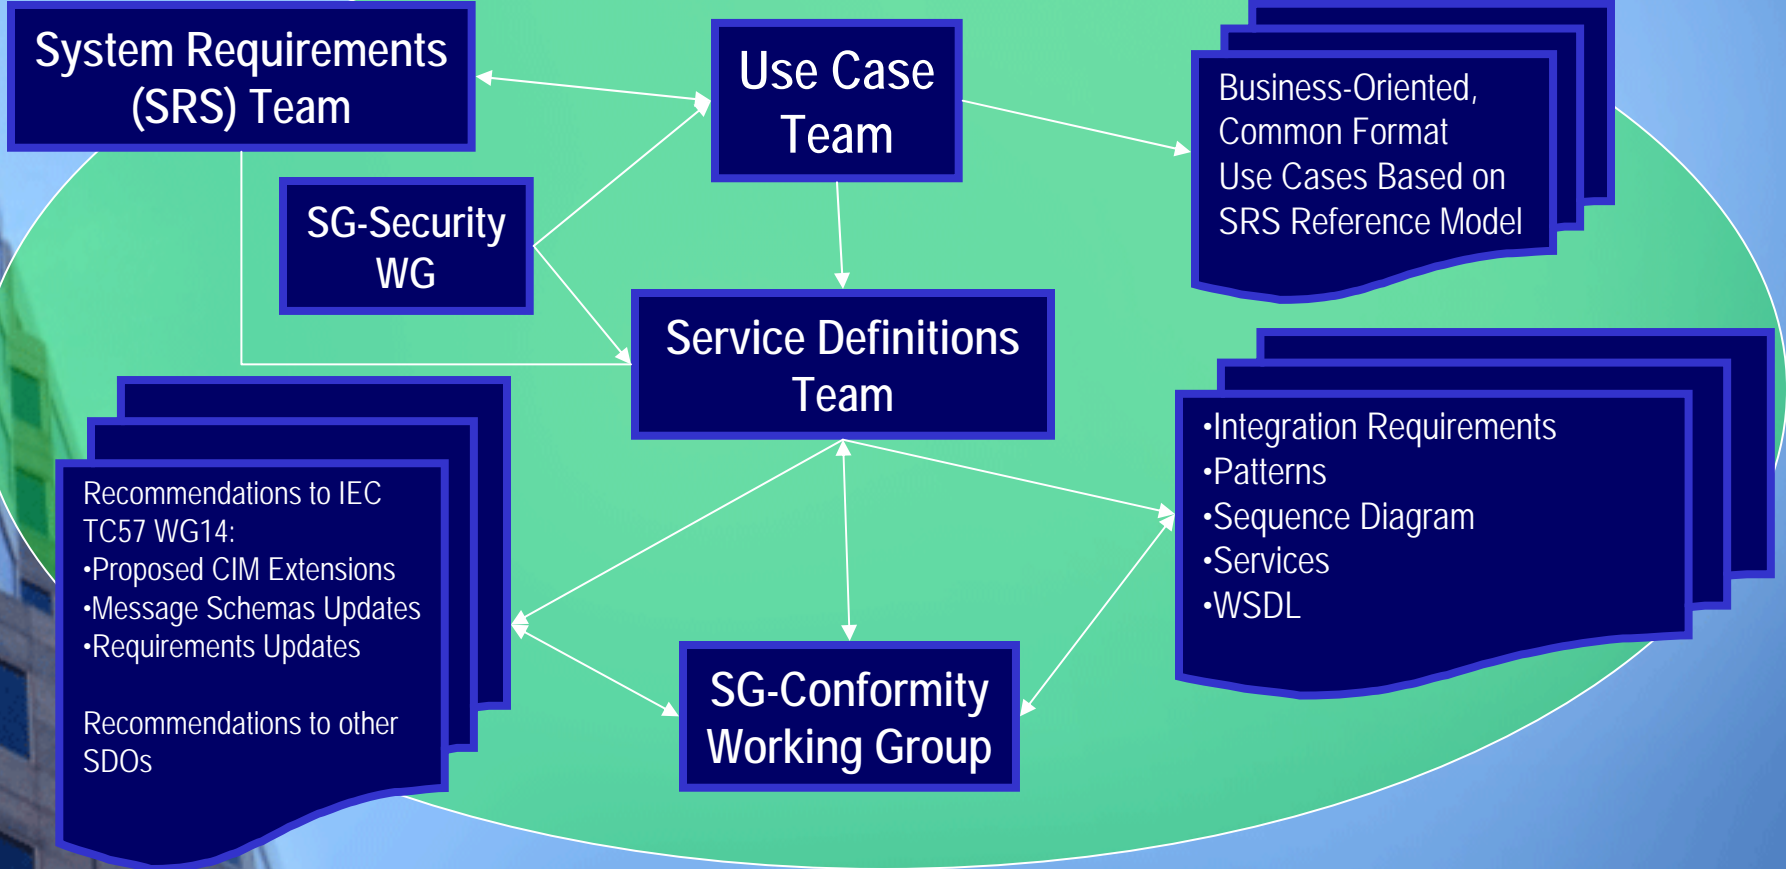 System Requirements
(SRS) Team
Use Case
Team
Business-Oriented,
Common Format
Use Cases Based on
SRS Reference Model
SG-Security
WG
Service Definitions
Team
•Integration Requirements
•Patterns
•Sequence Diagram
•Services
•WSDL
Recommendations to IEC
TC57 WG14:
•Proposed CIM Extensions
•Message Schemas Updates
•Requirements Updates
Recommendations to other
SDOs
SG-Conformity
Working Group